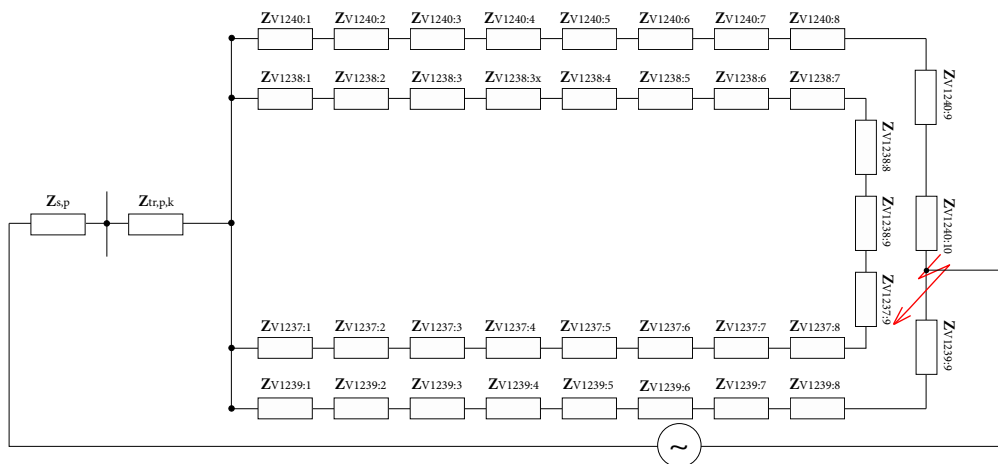 ZV1240:1 ZV1240:2 ZV1240:3 ZV1240:4 ZV1240:5 ZV1240:6 ZV1240:7 ZV1240:8
ZV1240:9
ZV1238:1 ZV1238:2 ZV1238:3 ZV1238:3x ZV1238:4 ZV1238:5 ZV1238:6 ZV1238:7
ZV1238:8
Zs,p Ztr,p,k
ZV1238:9
ZV1240:10
ZV1237:9
ZV1237:1 ZV1237:2 ZV1237:3 ZV1237:4 ZV1237:5 ZV1237:6 ZV1237:7 ZV1237:8
ZV1239:9
ZV1239:1 ZV1239:2 ZV1239:3 ZV1239:4 ZV1239:5 ZV1239:6 ZV1239:7 ZV1239:8
~